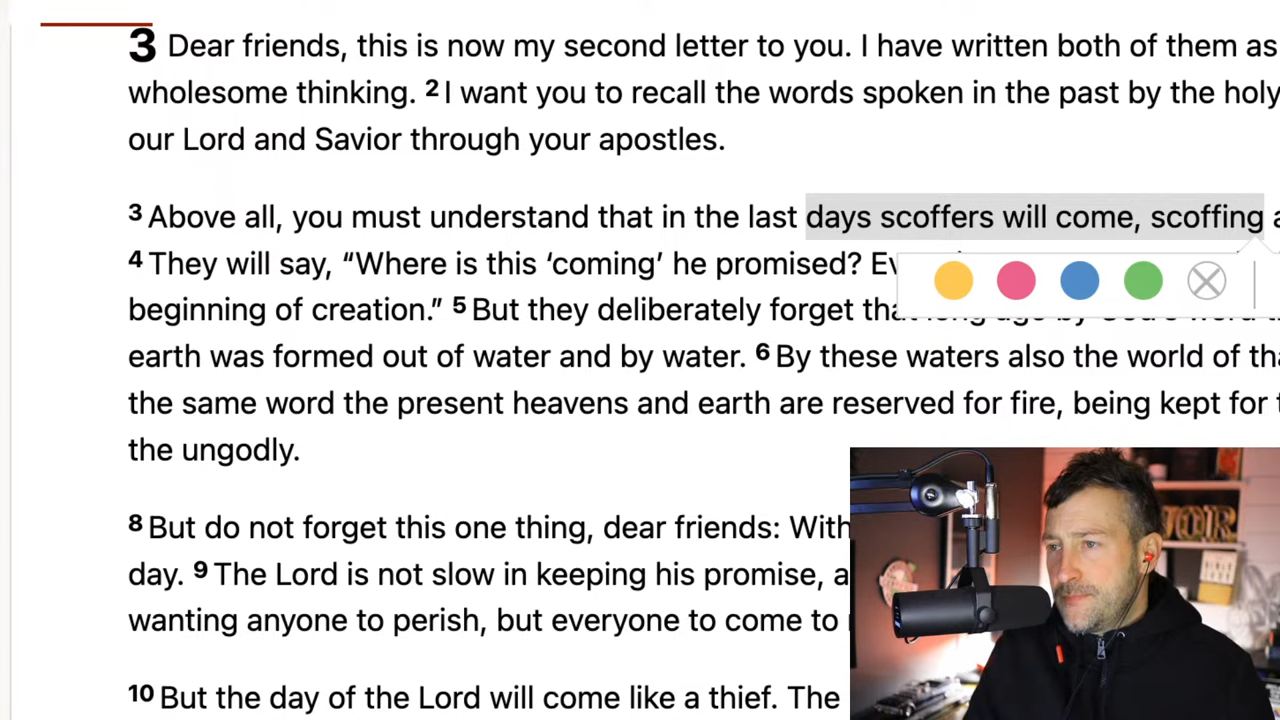 3 Dear friends, this is now my second letter to you. I have written both of them as
wholesome thinking. 2 I want you to recall the words spoken in the past by the holy
our Lord and Savior through your apostles.
3 Above all, you must understand that in the last days scoffers will come, scoffing
4 They will say, “Where is this ‘coming’ he promised?
beginning of creation.” 5 But they deliberately forget
earth was formed out of water and by water. 6 By these waters also the world of
the same word the present heavens and earth are reserved for fire, being kept for
the ungodly.
8 But do not forget this one thing, dear friends: With
day. 9 The Lord is not slow in keeping his promise,
wanting anyone to perish, but everyone to come to
10 But the day of the Lord will come like a thief. The